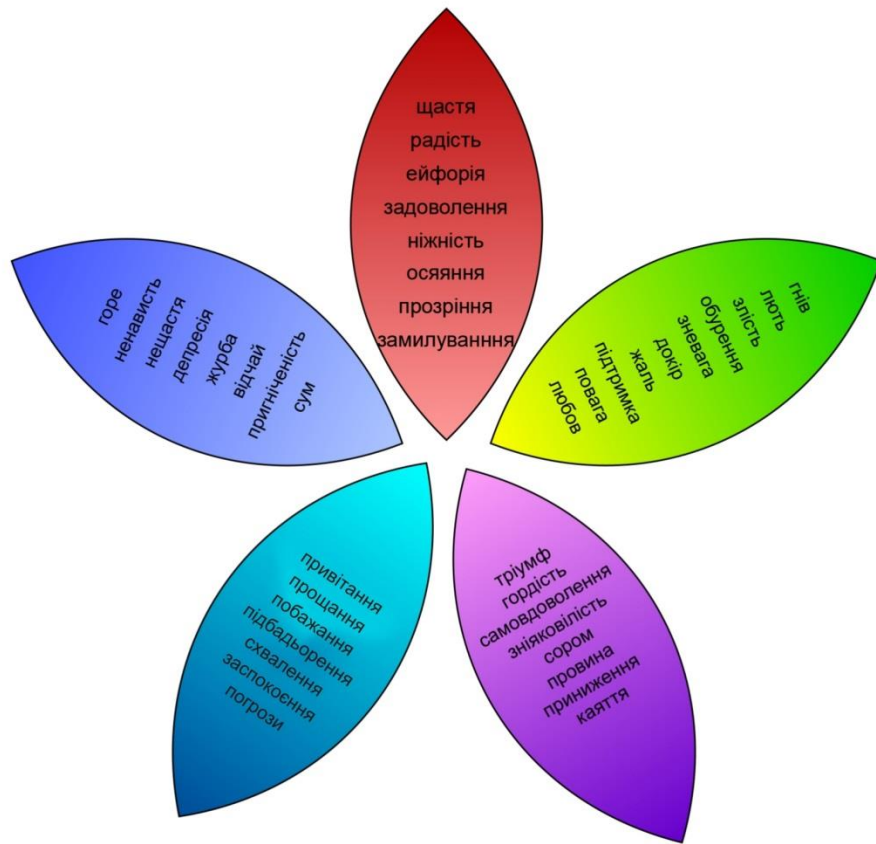 щастя
радість
ейфорія
задоволення
ніжність
осяяння
прозріння
замилуванння
гнів
лють
злість
обурення
зневага
докір
жаль
підтримка
повага
любов
тріумф
гордість
самовдоволення
зніяковілість
сором
провина
приниження
каяття
привітання
прощання
побажання
підбадьорення
схвалення
заспокоєння
погрози
горе
ненависть
нещастя
депресія
журба
відчай
пригніченість
сум